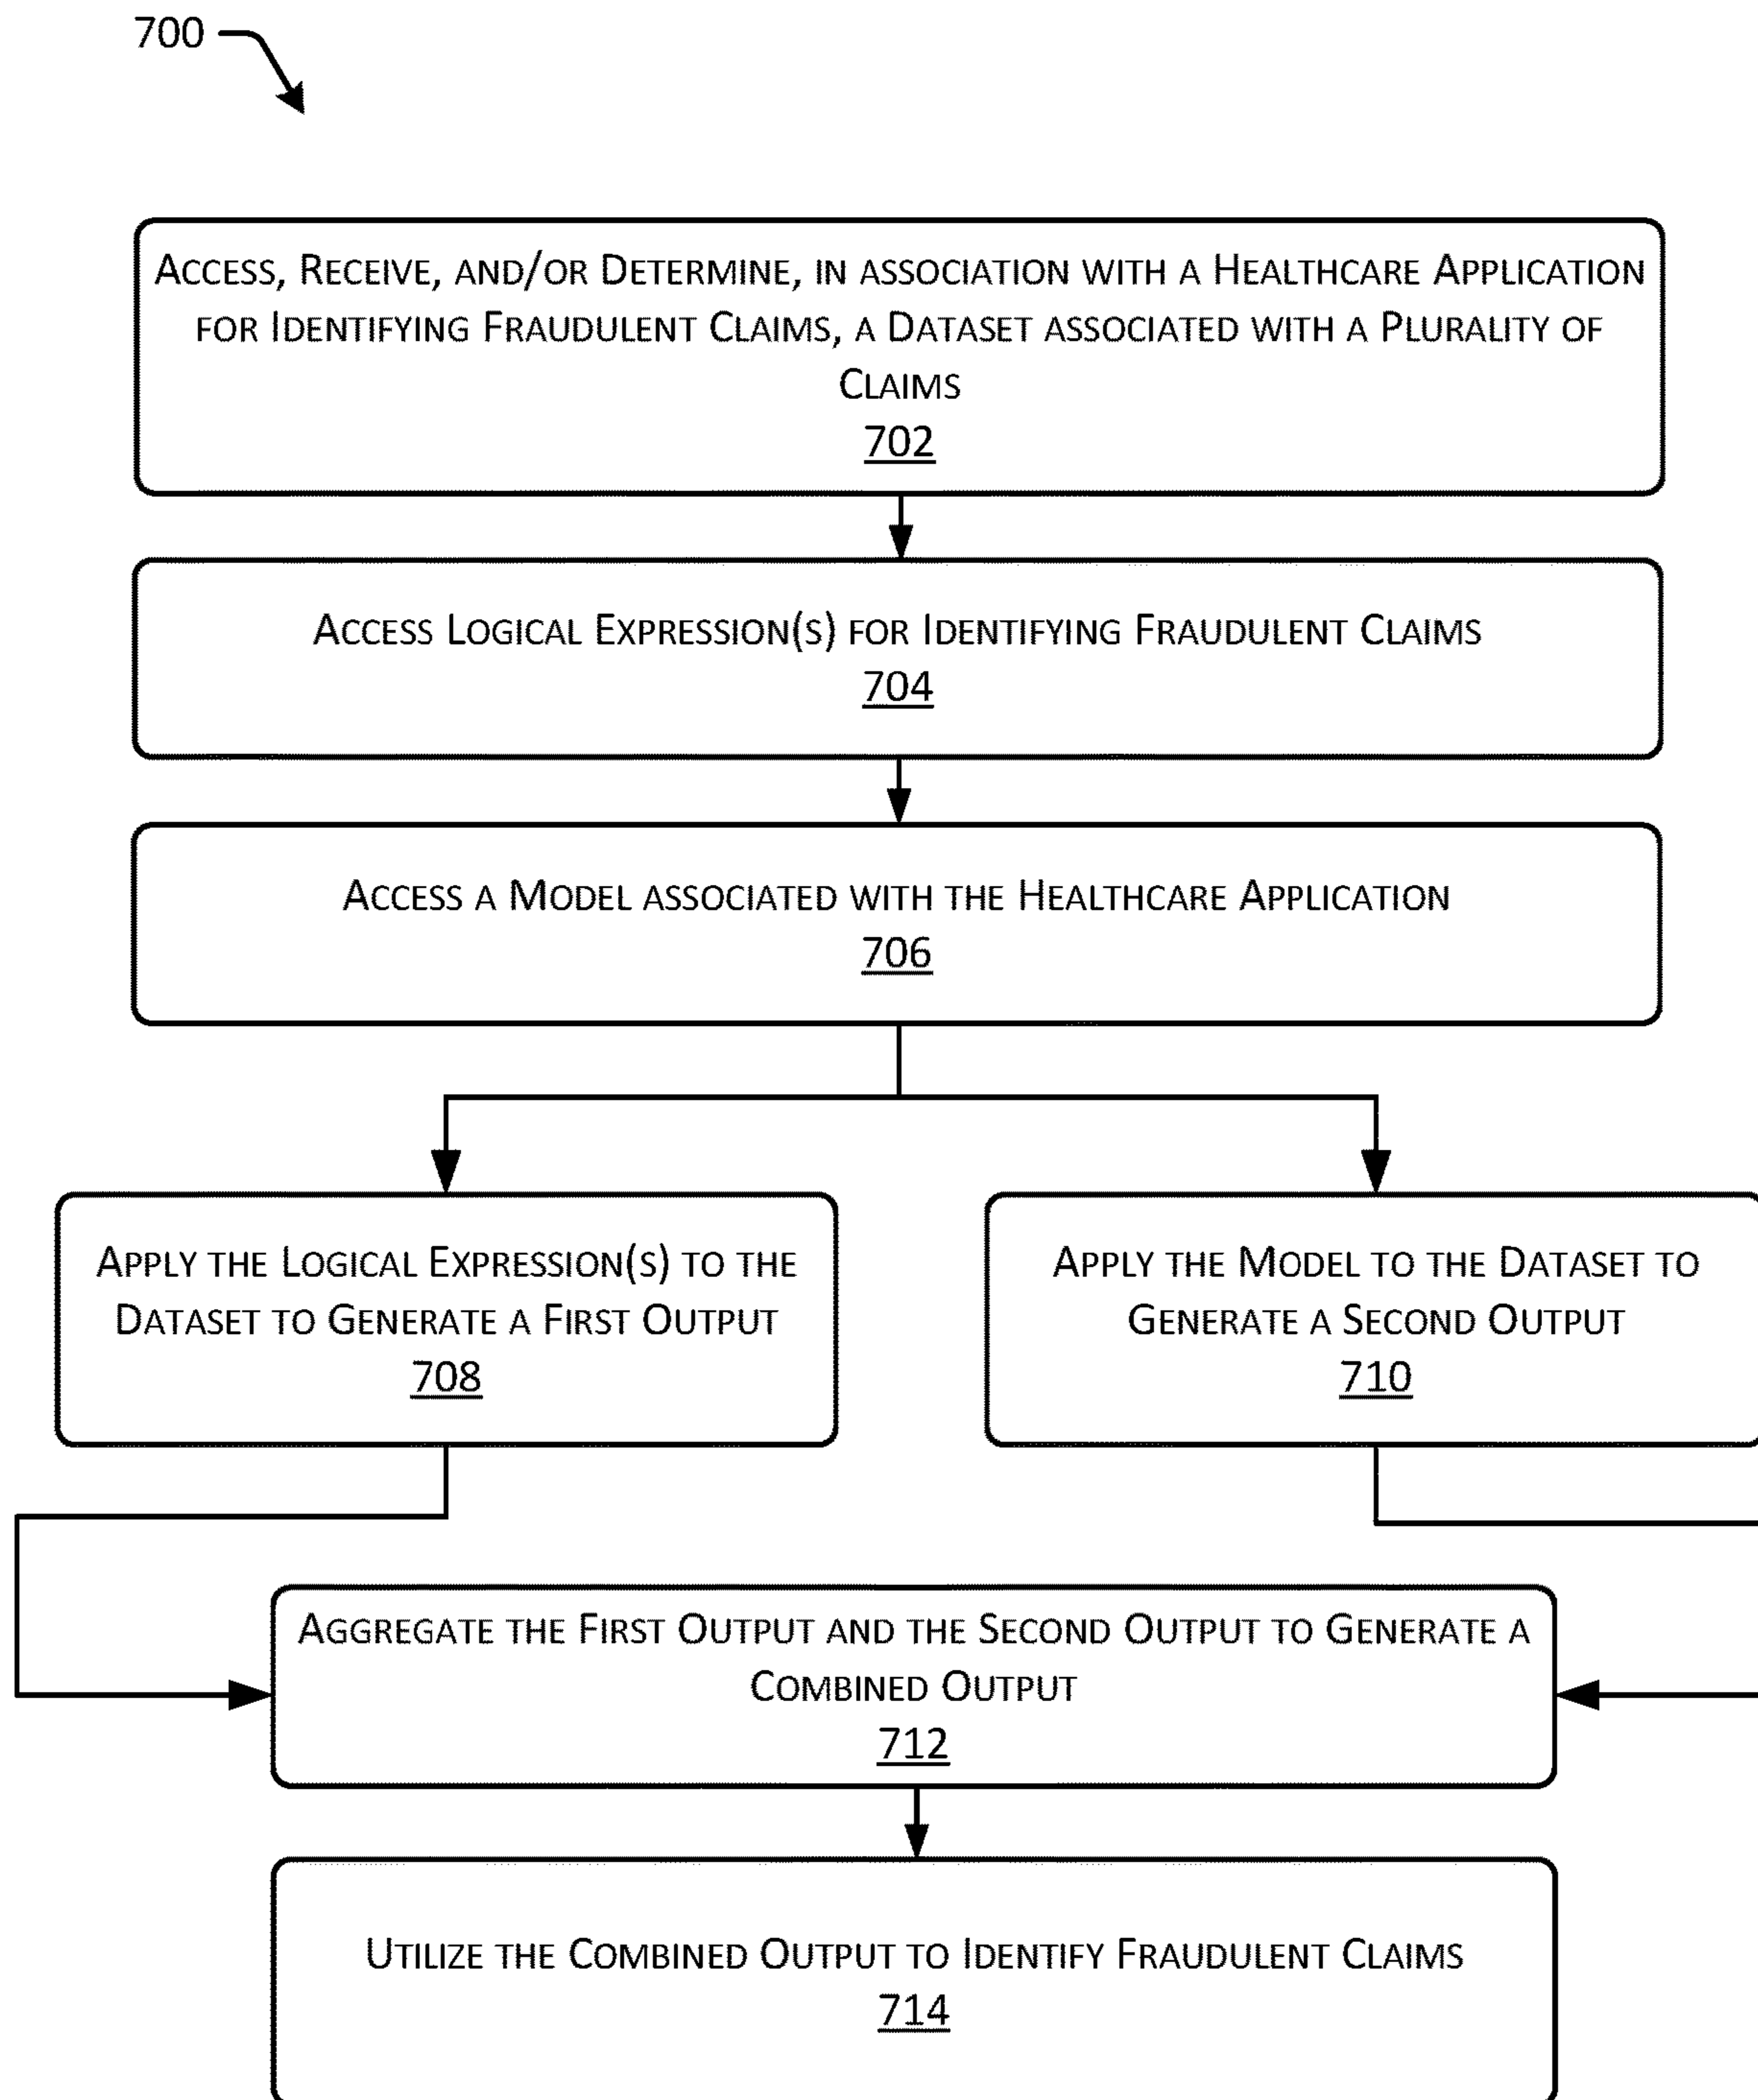 700
Access, Receive, and/or Determine, in association with a Healthcare Application
for Identifying Fraudulent Claims, a Dataset associated with a Plurality of
Claims
702
Access Logical Expression(s) for Identifying Fraudulent Claims
704
Access a Model associated with the Healthcare Application
706
Apply the Logical Expression(s) to the
Dataset to Generate a First Output
708
Apply the Model to the Dataset to
Generate a Second Output
710
Aggregate the First Output and the Second Output to Generate a
Combined Output
712
Utilize the Combined Output to Identify Fraudulent Claims
714